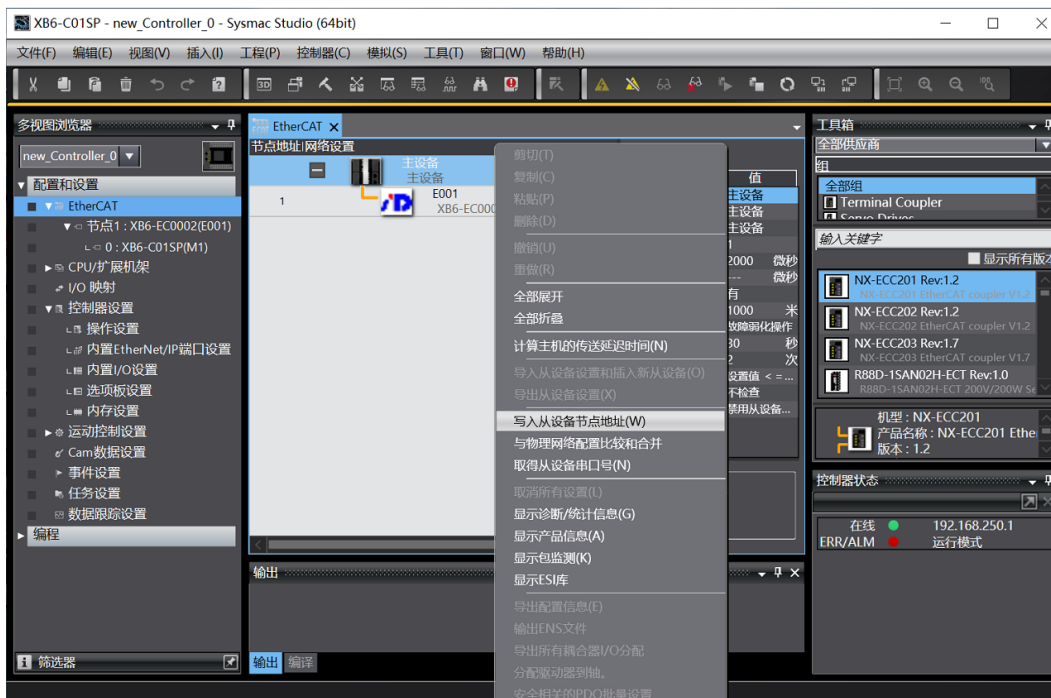 XB6-C01SP - new_Controller_0 - Sysmac Studio (64bit)
文件(F) 编辑(E) 视图(V) 插入(I) 工程(P) 控制器(C) 模拟(S) 工具(T) 窗口(W) 帮助(H)
多视图浏览器
new_Controller_0
配置和设置
EtherCAT
节点1 : XB6-EC0002(E001)
0 : XB6-C01SP(M1)
CPU/扩展机架
I/O 映射
控制器设置
操作设置
内置EtherNet/IP端口设置
内置I/O设置
选项板设置
内存设置
运动控制设置
Cam数据设置
事件设置
任务设置
数据跟踪设置
编程
筛选器
EtherCAT
节点地址|网络设置
主设备
主设备
1
E001
XB6-EC000
剪切(T)
复制(C)
粘贴(P)
删除(D)
撤销(U)
重做(R)
全部展开
全部折叠
计算主机的传送延迟时间(N)
导入从设备设置和插入新从设备(O)
导出从设备设置(X)
写入从设备节点地址(W)
与物理网络配置比较和合并
取得从设备串口号(N)
取消所有设置(L)
显示诊断/统计信息(G)
显示产品信息(A)
显示包监测(K)
显示ESI库
导出配置信息(E)
输出ENS文件
导出所有耦合器I/O分配
分配驱动器到轴。
安全相关的PDO批量设置
值
主设备
主设备
主设备
1
2000 微秒
--- 微秒
有
1000 米
故障弱化操作
30 秒
2 次
设置值 <=...
不检查
禁用从设备...
输出
输出 编译
工具箱
全部供应商
组
全部组
Terminal Coupler
Servo Drives
输入关键字
显示所有版本
NX-ECC201 Rev:1.2
NX-ECC201 EtherCAT coupler V1.2
NX-ECC202 Rev:1.2
NX-ECC202 EtherCAT coupler V1.2
NX-ECC203 Rev:1.7
NX-ECC203 EtherCAT coupler V1.7
R88D-1SAN02H-ECT Rev:1.0
R88D-1SAN02H-ECT 200V/200W Se
机型 : NX-ECC201
产品名称 : NX-ECC201 Ethe
版本 : 1.2
控制器状态
在线 192.168.250.1
ERR/ALM 运行模式